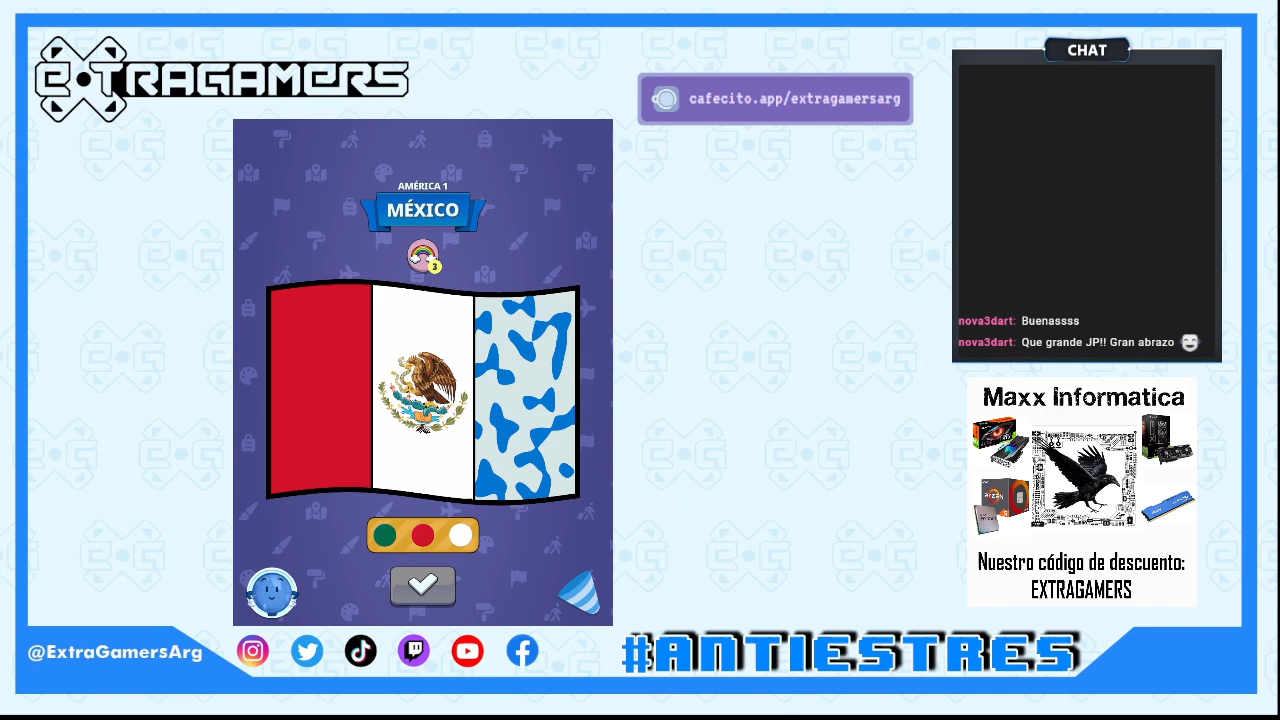 EXTRAGAMERS
cafecito.app/extragamersarg
CHAT
AMÉRICA 1
MÉXICO
3
nova3dart: Buenassss
nova3dart: Que grande JP!! Gran abrazo
Maxx Informatica
RYZEN
Nuestro código de descuento:
EXTRAGAMERS
@ExtraGamersArg
#ANTIESTRES